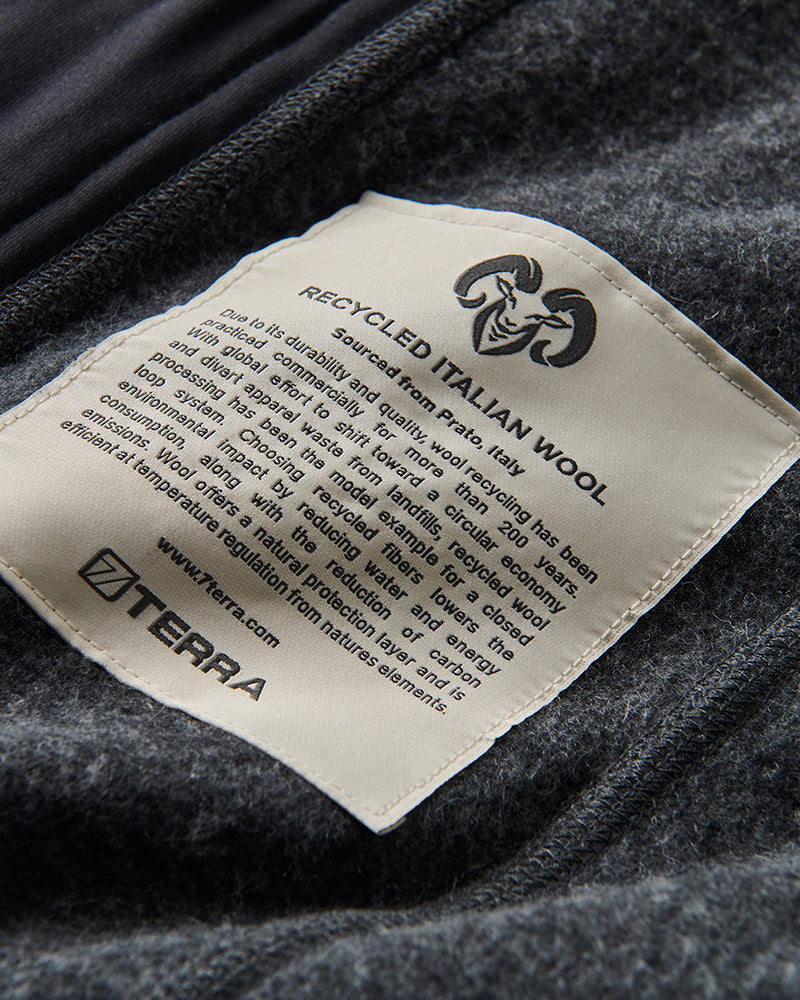 RECYCLED ITALIAN WOOL
Sourced from Prato, Italy
Due to its durability and quality, wool recycling has been
practiced commercially for more than 200 years.
With global effort to shift toward a circular economy
and divert apparel waste from landfills, recycled wool
processing has been the model example for a closed
loop system. Choosing recycled fibers lowers the
environmental impact by reducing water and energy
consumption, along with the reduction of carbon
emissions. Wool offers a natural protection layer and is
efficient at temperature regulation from natures elements.
www.7terra.com
7TERRA